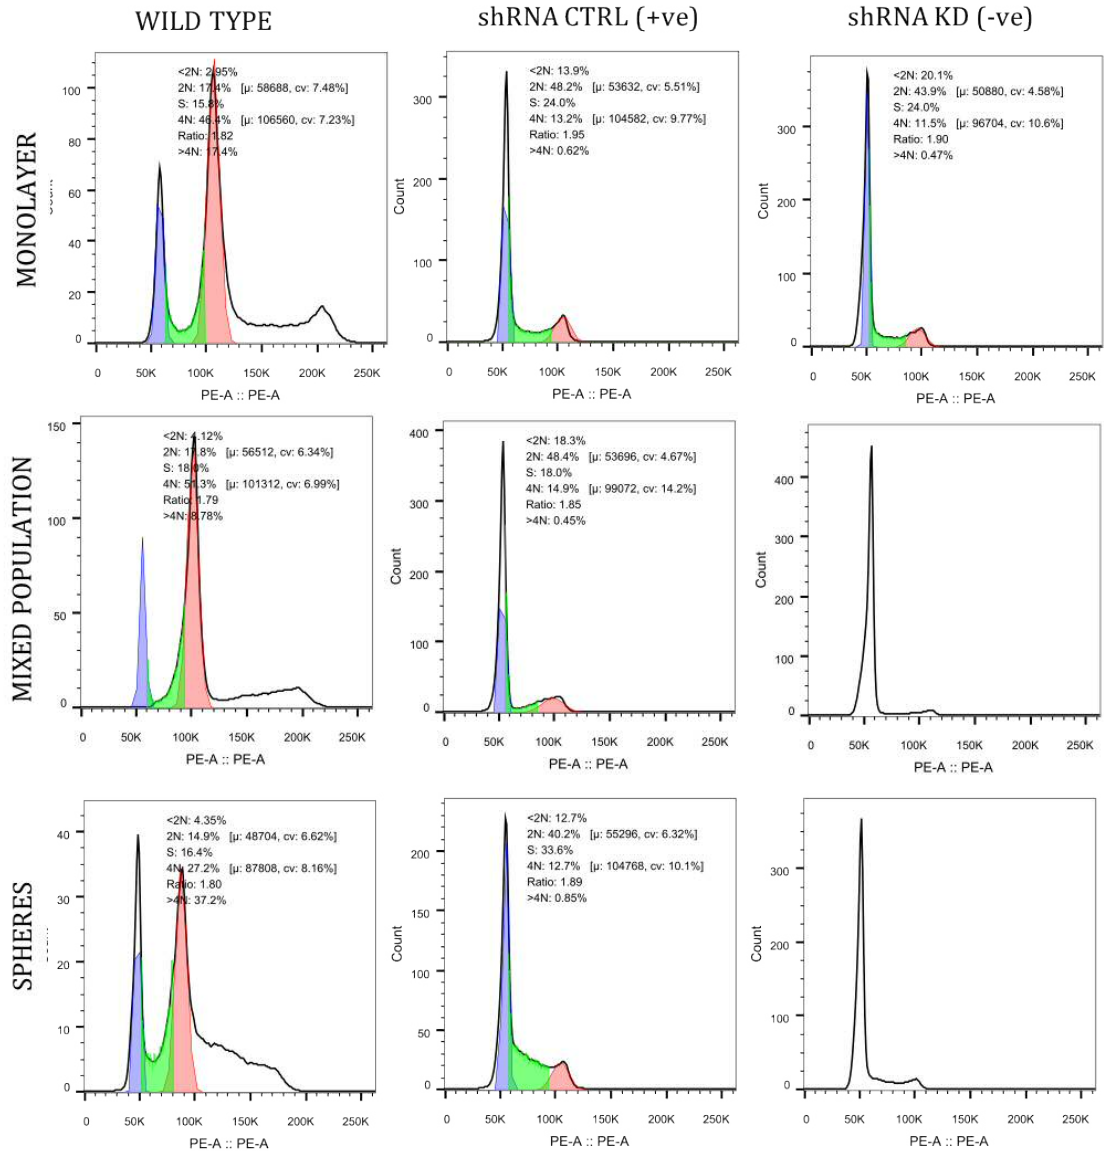 WILD TYPE
shRNA CTRL (+ve)
shRNA KD (-ve)
MONOLAYER
<2N: 2.95%
2N: 17.4% [μ: 58688, cv: 7.48%]
S: 15.8%
4N: 46.4% [μ: 106560, cv: 7.23%]
Ratio: 1.82
>4N: 17.4%
100
80
60
40
20
0
0 50K 100K 150K 200K 250K
PE-A :: PE-A
<2N: 13.9%
2N: 48.2% [μ: 53632, cv: 5.51%]
S: 24.0%
4N: 13.2% [μ: 104582, cv: 9.77%]
Ratio: 1.95
>4N: 0.62%
Count
300
200
100
0
0 50K 100K 150K 200K 250K
PE-A :: PE-A
<2N: 20.1%
2N: 43.9% [μ: 50880, cv: 4.58%]
S: 24.0%
4N: 11.5% [μ: 96704, cv: 10.6%]
Ratio: 1.90
>4N: 0.47%
Count
300
200
100
0
0 50K 100K 150K 200K 250K
PE-A :: PE-A
MIXED POPULATION
<2N: 4.12%
2N: 17.8% [μ: 56512, cv: 6.34%]
S: 18.0%
4N: 51.3% [μ: 101312, cv: 6.99%]
Ratio: 1.79
>4N: 8.78%
150
100
50
0
0K 50K 100K 150K 200K 250K
PE-A :: PE-A
<2N: 18.3%
2N: 48.4% [μ: 53696, cv: 4.67%]
S: 18.0%
4N: 14.9% [μ: 99072, cv: 14.2%]
Ratio: 1.85
>4N: 0.45%
Count
400
300
200
100
0
0K 50K 100K 150K 200K 250K
PE-A :: PE-A
Count
400
300
200
100
0
0K 50K 100K 150K 200K 250K
PE-A :: PE-A
SPHERES
<2N: 4.35%
2N: 14.9% [μ: 48704, cv: 6.62%]
S: 16.4%
4N: 27.2% [μ: 87808, cv: 8.16%]
Ratio: 1.80
>4N: 37.2%
40
30
20
10
0
0K 50K 100K 150K 200K 250K
PE-A :: PE-A
<2N: 12.7%
2N: 40.2% [μ: 55296, cv: 6.32%]
S: 33.6%
4N: 12.7% [μ: 104768, cv: 10.1%]
Ratio: 1.89
>4N: 0.85%
Count
200
150
100
50
0
0K 50K 100K 150K 200K 250K
PE-A :: PE-A
Count
300
200
100
0
0K 50K 100K 150K 200K 250K
PE-A :: PE-A